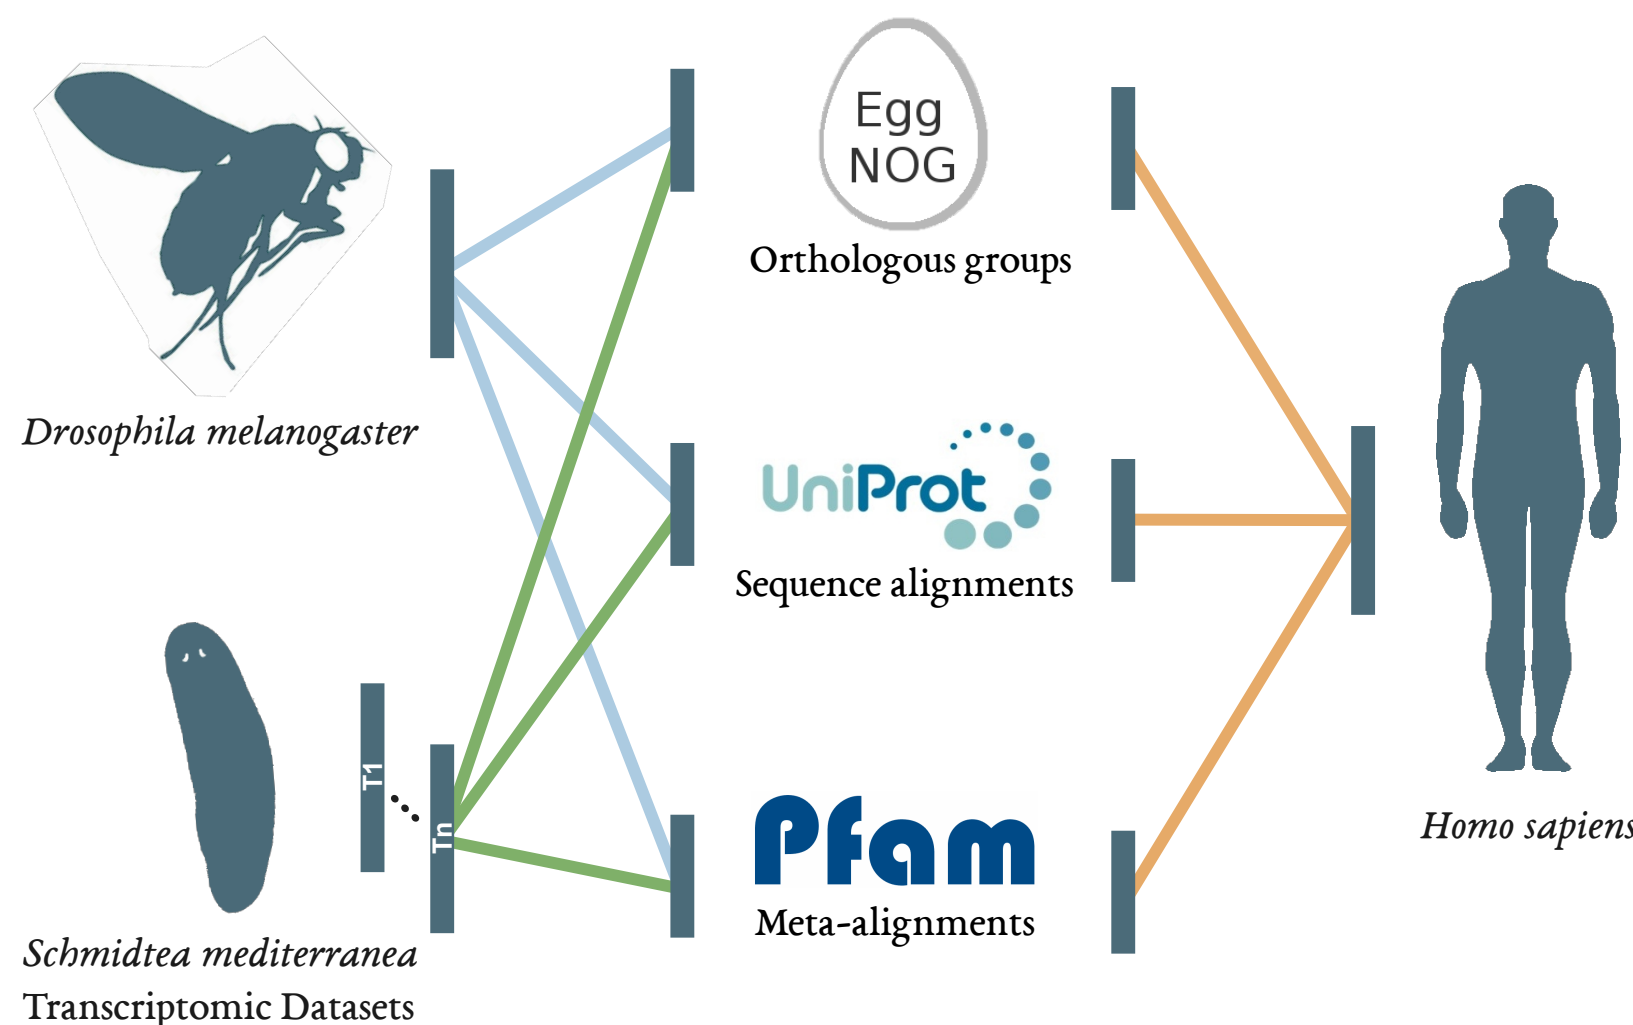 Egg
NOG
Orthologous groups
Drosophila melanogaster
UniProt
Sequence alignments
T1
Tn
Pfam
Meta-alignments
Homo sapiens
Schmidtea mediterranea
Transcriptomic Datasets